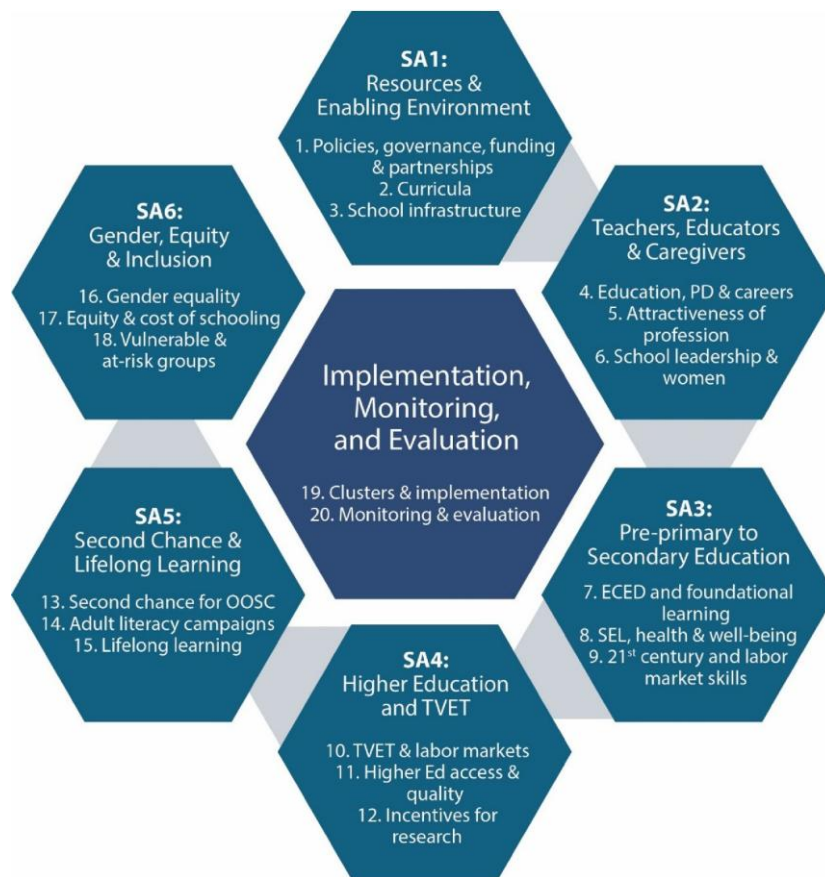 SA1:
Resources &
Enabling Environment
1. Policies, governance, funding
& partnerships
2. Curricula
3. School infrastructure
SA2:
Teachers, Educators
& Caregivers
4. Education, PD & careers
5. Attractiveness of
profession
6. School leadership &
women
SA3:
Pre-primary to
Secondary Education
7. ECED and foundational
learning
8. SEL, health & well-being
9. 21st century and labor
market skills
SA4:
Higher Education
and TVET
10. TVET & labor markets
11. Higher Ed access &
quality
12. Incentives for
research
SA5:
Second Chance &
Lifelong Learning
13. Second chance for OOSC
14. Adult literacy campaigns
15. Lifelong learning
SA6:
Gender, Equity
& Inclusion
16. Gender equality
17. Equity & cost of schooling
18. Vulnerable &
at-risk groups
Implementation,
Monitoring,
and Evaluation
19. Clusters & implementation
20. Monitoring & evaluation